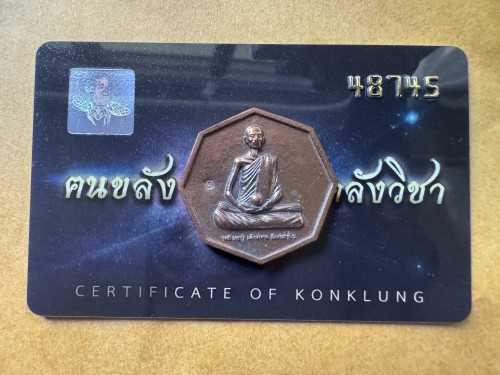 48745
คนขลัง ลังวิชา
CERTIFICATE OF KONKLUNG